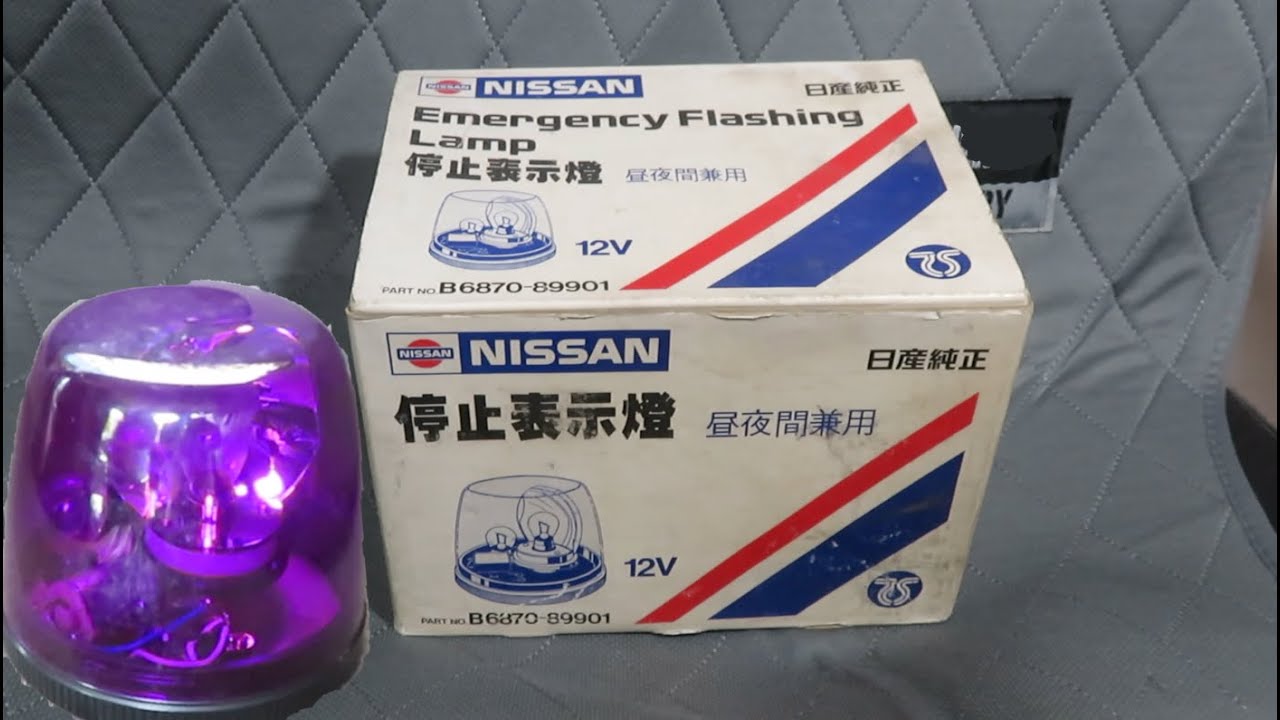 NISSAN NISSAN
日産純正
Emergency Flashing
Lamp
停止表示燈 昼夜間兼用
12V
PART NO. B6870-89901
NISSAN NISSAN
日産純正
停止表示燈 昼夜間兼用
12V
PART NO. B6870-89901